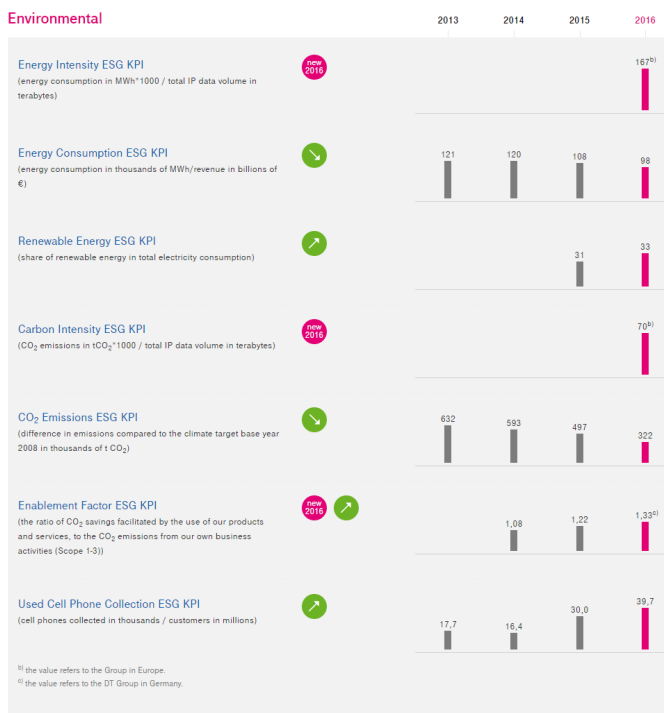 Environmental 2013 2014 2015 2016
Energy Intensity ESG KPI new 2016 167b)
(energy consumption in MWh*1000 / total IP data volume in
terabytes)
Energy Consumption ESG KPI 121 120 108 98
(energy consumption in thousands of MWh/revenue in billions of
€)
Renewable Energy ESG KPI 31 33
(share of renewable energy in total electricity consumption)
Carbon Intensity ESG KPI new 2016 70b)
(CO2 emissions in tCO2*1000 / total IP data volume in terabytes)
CO2 Emissions ESG KPI 632 593 497 322
(difference in emissions compared to the climate target base year
2008 in thousands of t CO2)
Enablement Factor ESG KPI new 2016 1,08 1,22 1,33c)
(the ratio of CO2 savings facilitated by the use of our products
and services, to the CO2 emissions from our own business
activities (Scope 1-3))
Used Cell Phone Collection ESG KPI 17,7 16,4 30,0 39,7
(cell phones collected in thousands / customers in millions)
b) the value refers to the Group in Europe.
c) the value refers to the DT Group in Germany.